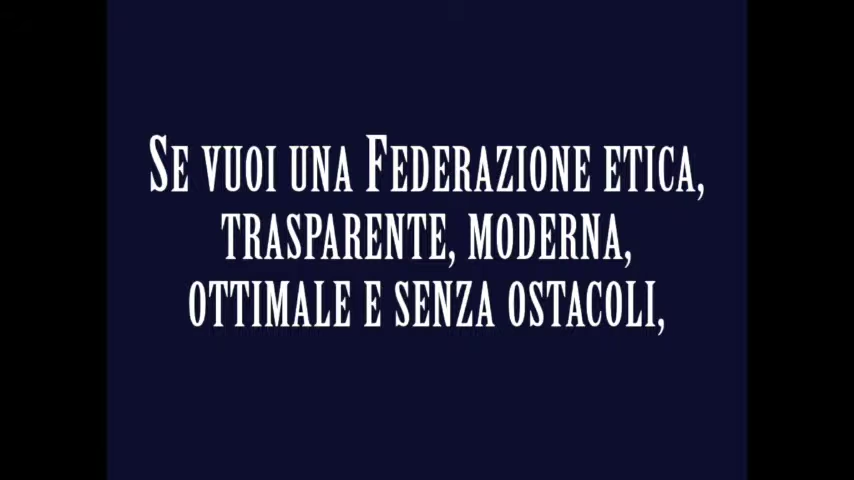 Se vuoi una Federazione etica,
trasparente, moderna,
ottimale e senza ostacoli,